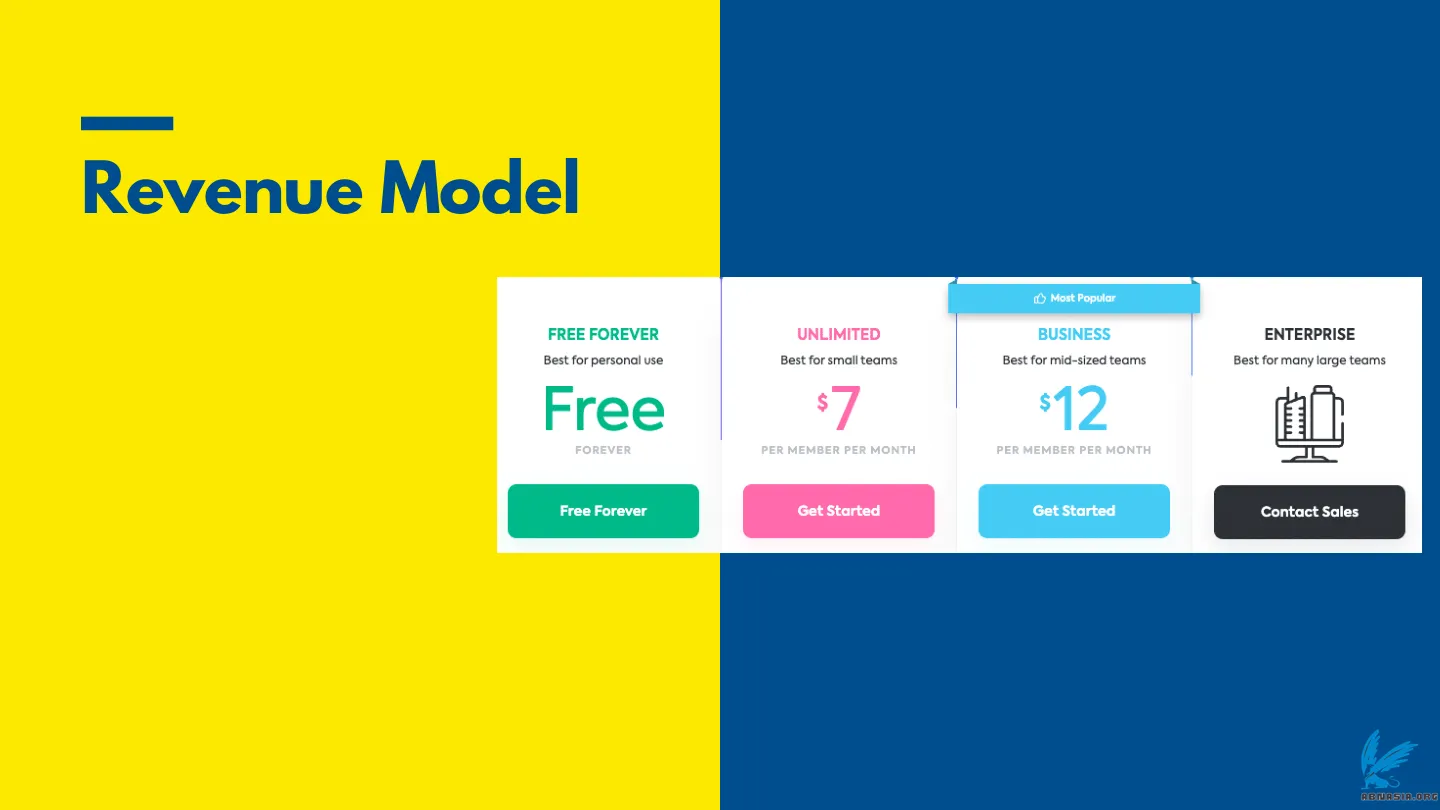 Revenue Model
Most Popular
FREE FOREVER
Best for personal use
Free
FOREVER
Free Forever
UNLIMITED
Best for small teams
$7
PER MEMBER PER MONTH
Get Started
BUSINESS
Best for mid-sized teams
$12
PER MEMBER PER MONTH
Get Started
ENTERPRISE
Best for many large teams
Contact Sales